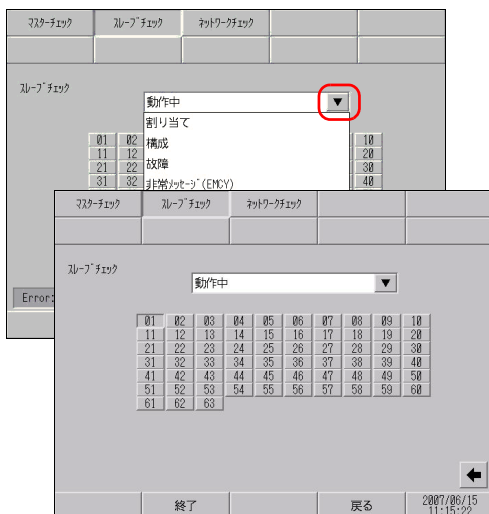 マスターチェック スレーブチェック ネットワークチェック
スレーブチェック
動作中 ▼
割り当て
構成
故障
非常メッセージ(EMCY)
01 02 10
11 12 20
21 22 30
31 32 40
Error:
マスターチェック スレーブチェック ネットワークチェック
スレーブチェック
動作中 ▼
01 02 03 04 05 06 07 08 09 10
11 12 13 14 15 16 17 18 19 20
21 22 23 24 25 26 27 28 29 30
31 32 33 34 35 36 37 38 39 40
41 42 43 44 45 46 47 48 49 50
51 52 53 54 55 56 57 58 59 60
61 62 63
終了 戻る 2007/06/15
11:15:22